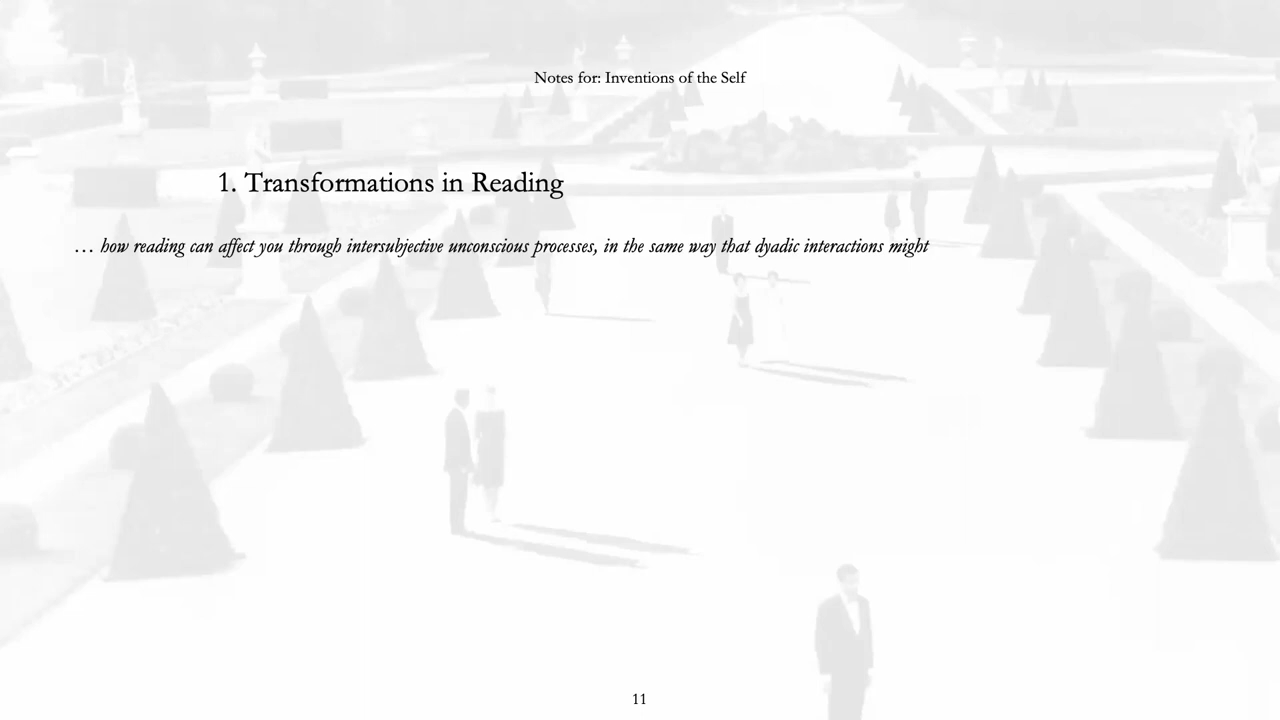 Notes for: Inventions of the Self
1. Transformations in Reading
… how reading can affect you through intersubjective unconscious processes, in the same way that dyadic interactions might
11